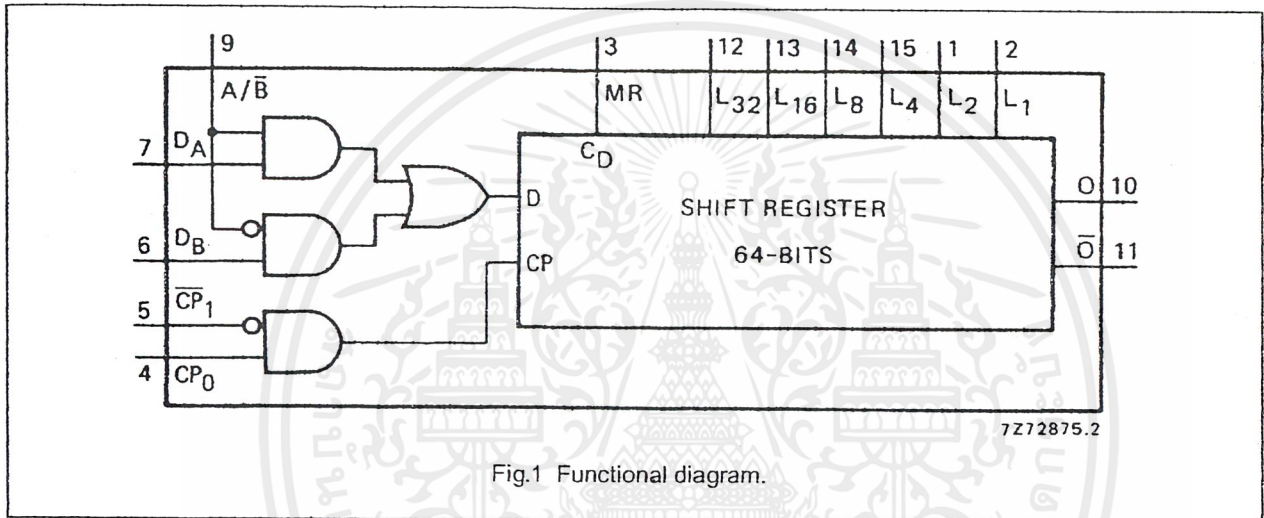 9 3 12 13 14 15 1 2
A/B̅ MR L32 L16 L8 L4 L2 L1
7 DA
CD
D SHIFT REGISTER O 10
6 DB
64-BITS O̅ 11
CP
5 C̅P̅1
4 CP0
7Z72875.2
Fig.1 Functional diagram.